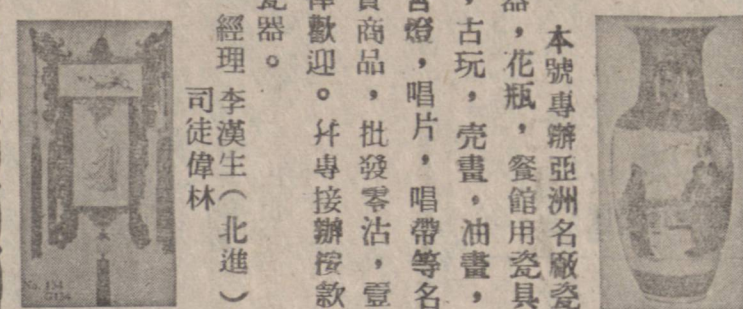 本號專辦亞洲名廠瓷
器，花瓶，餐館用瓷具
，古玩，壳畫，油畫，
宮燈，唱片，唱帶等名
貴商品，批發零沽，壹
律歡迎。幷專接辦按款
瓷器。
經理 李漢生（北進）
司徒偉林
No. 134
G134